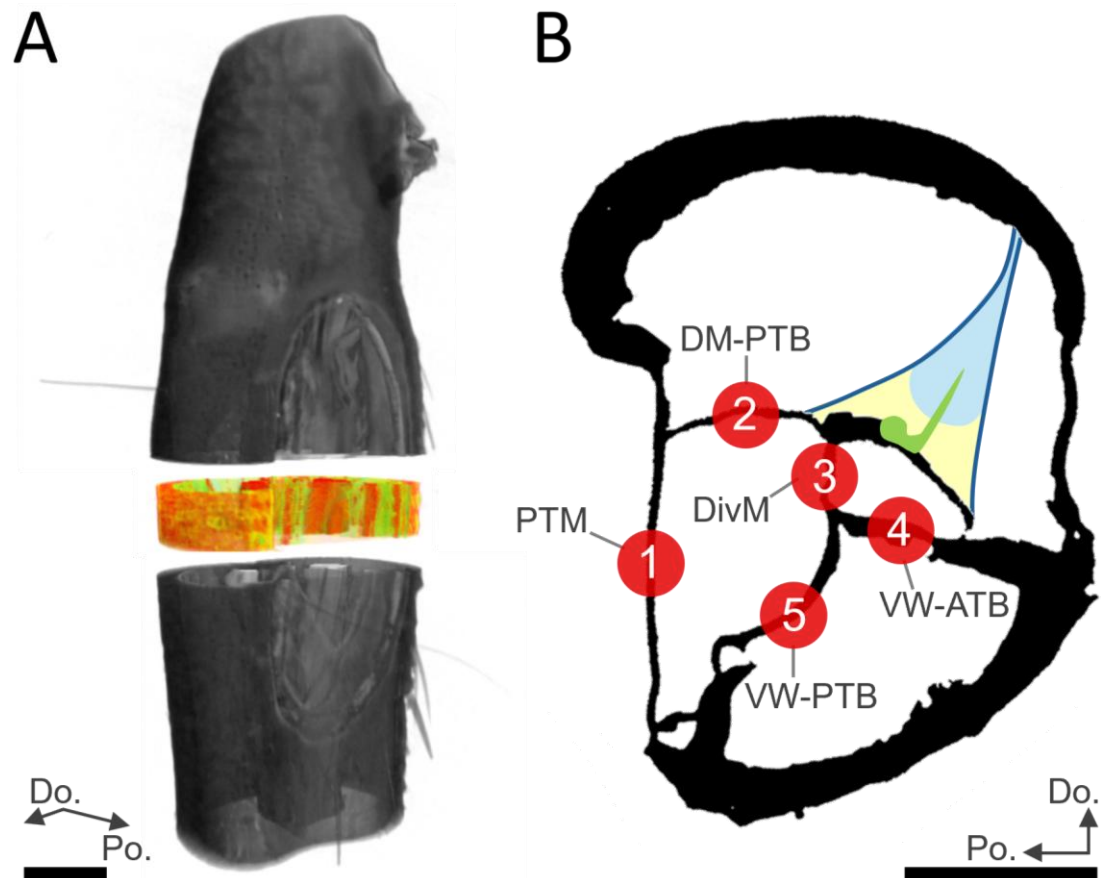 A
B
DM-PTB
2
3
DivM
PTM
1
4
VW-ATB
5
VW-PTB
Do.
Po.
Do.
Po.